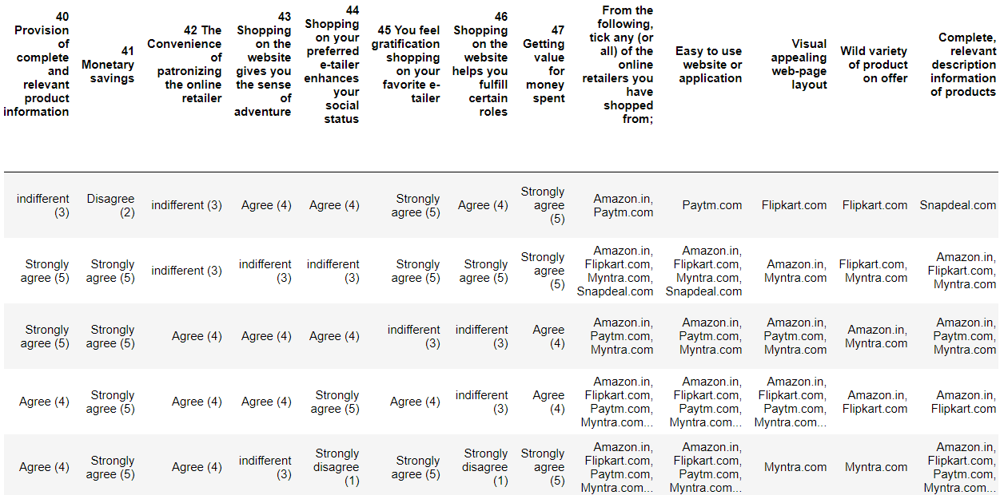 40
Provision
of
complete
and
relevant
product
information
41
Monetary
savings
42 The
Convenience
of
patronizing
the online
retailer
43
Shopping
on the
website
gives you
the sense
of
adventure
44
Shopping
on your
preferred
e-tailer
enhances
your
social
status
45 You feel
gratification
shopping
on your
favorite e-
tailer
46
Shopping
on the
website
helps you
fulfill
certain
roles
47
Getting
value
for
money
spent
From the
following,
tick any (or
all) of the
online
retailers you
have
shopped
from;
Easy to use
website or
application
Visual
appealing
web-page
layout
Wild variety
of product
on offer
Complete,
relevant
description
information
of products
indifferent
(3)
Disagree
(2)
indifferent (3)
Agree (4)
Agree (4)
Strongly
agree (5)
Agree (4)
Strongly
agree
(5)
Amazon.in,
Paytm.com
Paytm.com
Flipkart.com
Flipkart.com
Snapdeal.com
Strongly
agree (5)
Strongly
agree (5)
indifferent (3)
indifferent
(3)
indifferent
(3)
Strongly
agree (5)
Strongly
agree (5)
Strongly
agree
(5)
Amazon.in,
Flipkart.com,
Myntra.com,
Snapdeal.com
Amazon.in,
Flipkart.com,
Myntra.com,
Snapdeal.com
Amazon.in,
Myntra.com
Flipkart.com,
Myntra.com
Amazon.in,
Flipkart.com,
Myntra.com
Strongly
agree (5)
Strongly
agree (5)
Agree (4)
Agree (4)
Agree (4)
indifferent
(3)
indifferent
(3)
Agree
(4)
Amazon.in,
Paytm.com,
Myntra.com
Amazon.in,
Paytm.com,
Myntra.com
Amazon.in,
Paytm.com,
Myntra.com
Amazon.in,
Myntra.com
Amazon.in,
Paytm.com,
Myntra.com
Agree (4)
Strongly
agree (5)
Agree (4)
Agree (4)
Strongly
agree (5)
Agree (4)
indifferent
(3)
Agree
(4)
Amazon.in,
Flipkart.com,
Paytm.com,
Myntra.com...
Amazon.in,
Flipkart.com,
Paytm.com,
Myntra.com...
Amazon.in,
Flipkart.com,
Paytm.com,
Myntra.com...
Amazon.in,
Flipkart.com
Amazon.in,
Flipkart.com
Agree (4)
Strongly
agree (5)
Agree (4)
indifferent
(3)
Strongly
disagree
(1)
Strongly
agree (5)
Strongly
disagree
(1)
Strongly
agree
(5)
Amazon.in,
Flipkart.com,
Paytm.com,
Myntra.com...
Amazon.in,
Flipkart.com,
Paytm.com,
Myntra.com...
Myntra.com
Myntra.com
Amazon.in,
Flipkart.com,
Paytm.com,
Myntra.com...